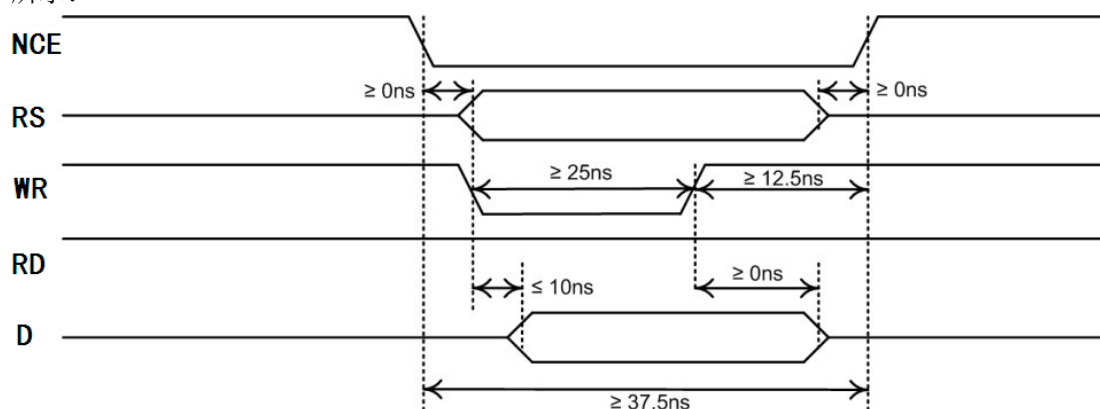 NCE
≥ 0ns
≥ 0ns
RS
WR
≥ 25ns
≥ 12.5ns
RD
≤ 10ns
≥ 0ns
D
≥ 37.5ns